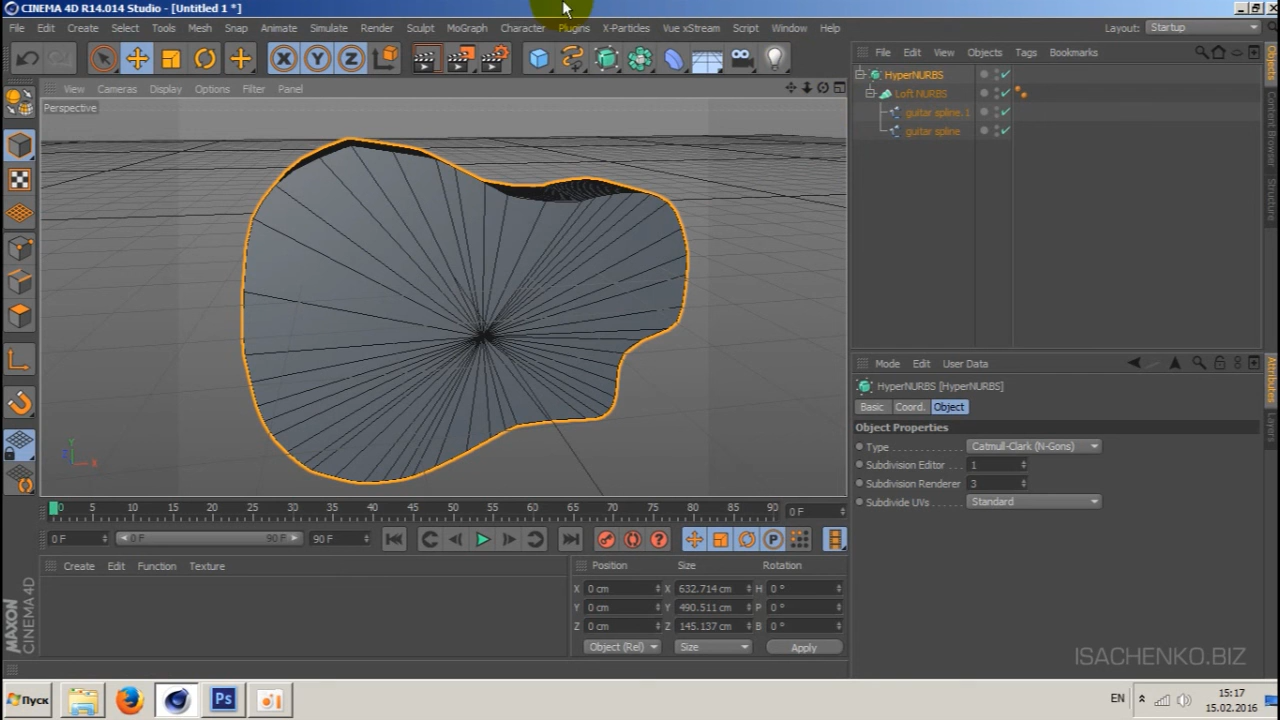 CINEMA 4D R14.014 Studio - [Untitled 1 *]
File Edit Create Select Tools Mesh Snap Animate Simulate Render Sculpt MoGraph Character Plugins X-Particles Vue xStream Script Window Help Layout: Startup
X Y Z File Edit View Objects Tags Bookmarks
View Cameras Display Options Filter Panel
Perspective
HyperNURBS
Loft NURBS
guitar spline.1
guitar spline
Objects
Content Browser
Structure
Mode Edit User Data
HyperNURBS [HyperNURBS]
Basic Coord. Object
Object Properties
Type Catmull-Clark (N-Gons)
Subdivision Editor 1
Subdivision Renderer 3
Subdivide UVs Standard
Attributes
Layers
Y
Z X
0 5 10 15 20 25 30 35 40 45 50 55 60 65 70 75 80 85 90 0 F
0 F 0 F 90 F 90 F
P
Create Edit Function Texture
Position Size Rotation
X 0 cm X 632.714 cm H 0 °
Y 0 cm Y 490.511 cm P 0 °
Z 0 cm Z 145.137 cm B 0 °
Object (Rel) Size Apply
MAXON
CINEMA 4D
ISACHENKO.BIZ
Пуск Ps EN 15:17
15.02.2016